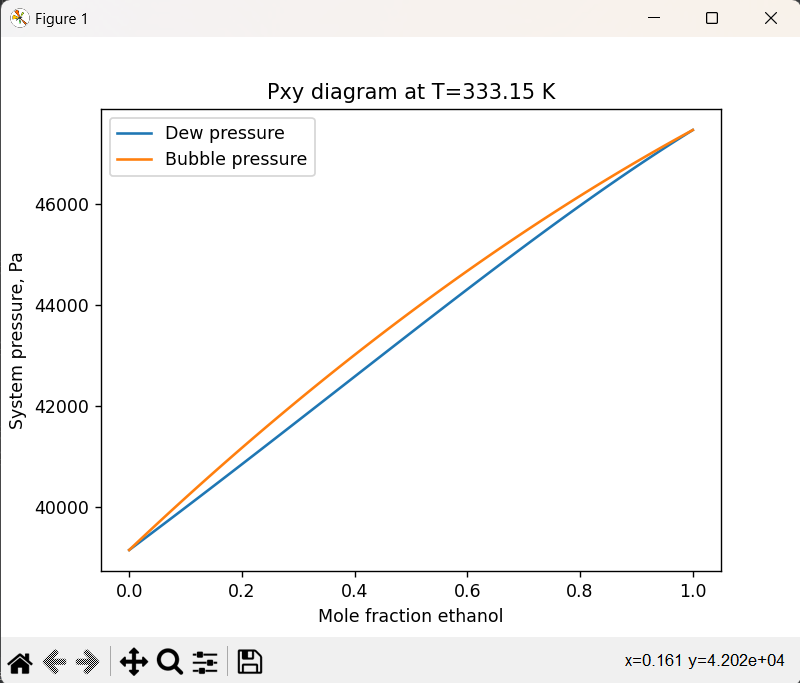 Figure 1
Pxy diagram at T=333.15 K
Dew pressure
Bubble pressure
System pressure, Pa
46000
44000
42000
40000
0.0 0.2 0.4 0.6 0.8 1.0
Mole fraction ethanol
x=0.161 y=4.202e+04